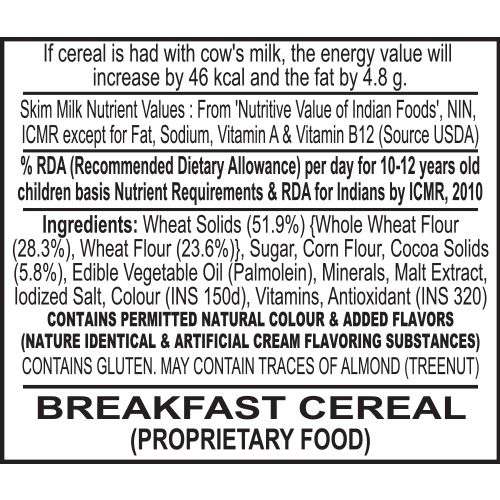 If cereal is had with cow's milk, the energy value will
increase by 46 kcal and the fat by 4.8 g.
Skim Milk Nutrient Values : From 'Nutritive Value of Indian Foods', NIN,
ICMR except for Fat, Sodium, Vitamin A & Vitamin B12 (Source USDA)
% RDA (Recommended Dietary Allowance) per day for 10-12 years old
children basis Nutrient Requirements & RDA for Indians by ICMR, 2010
Ingredients: Wheat Solids (51.9%) {Whole Wheat Flour
(28.3%), Wheat Flour (23.6%)}, Sugar, Corn Flour, Cocoa Solids
(5.8%), Edible Vegetable Oil (Palmolein), Minerals, Malt Extract,
Iodized Salt, Colour (INS 150d), Vitamins, Antioxidant (INS 320)
CONTAINS PERMITTED NATURAL COLOUR & ADDED FLAVORS
(NATURE IDENTICAL & ARTIFICIAL CREAM FLAVORING SUBSTANCES)
CONTAINS GLUTEN. MAY CONTAIN TRACES OF ALMOND (TREENUT)
BREAKFAST CEREAL
(PROPRIETARY FOOD)